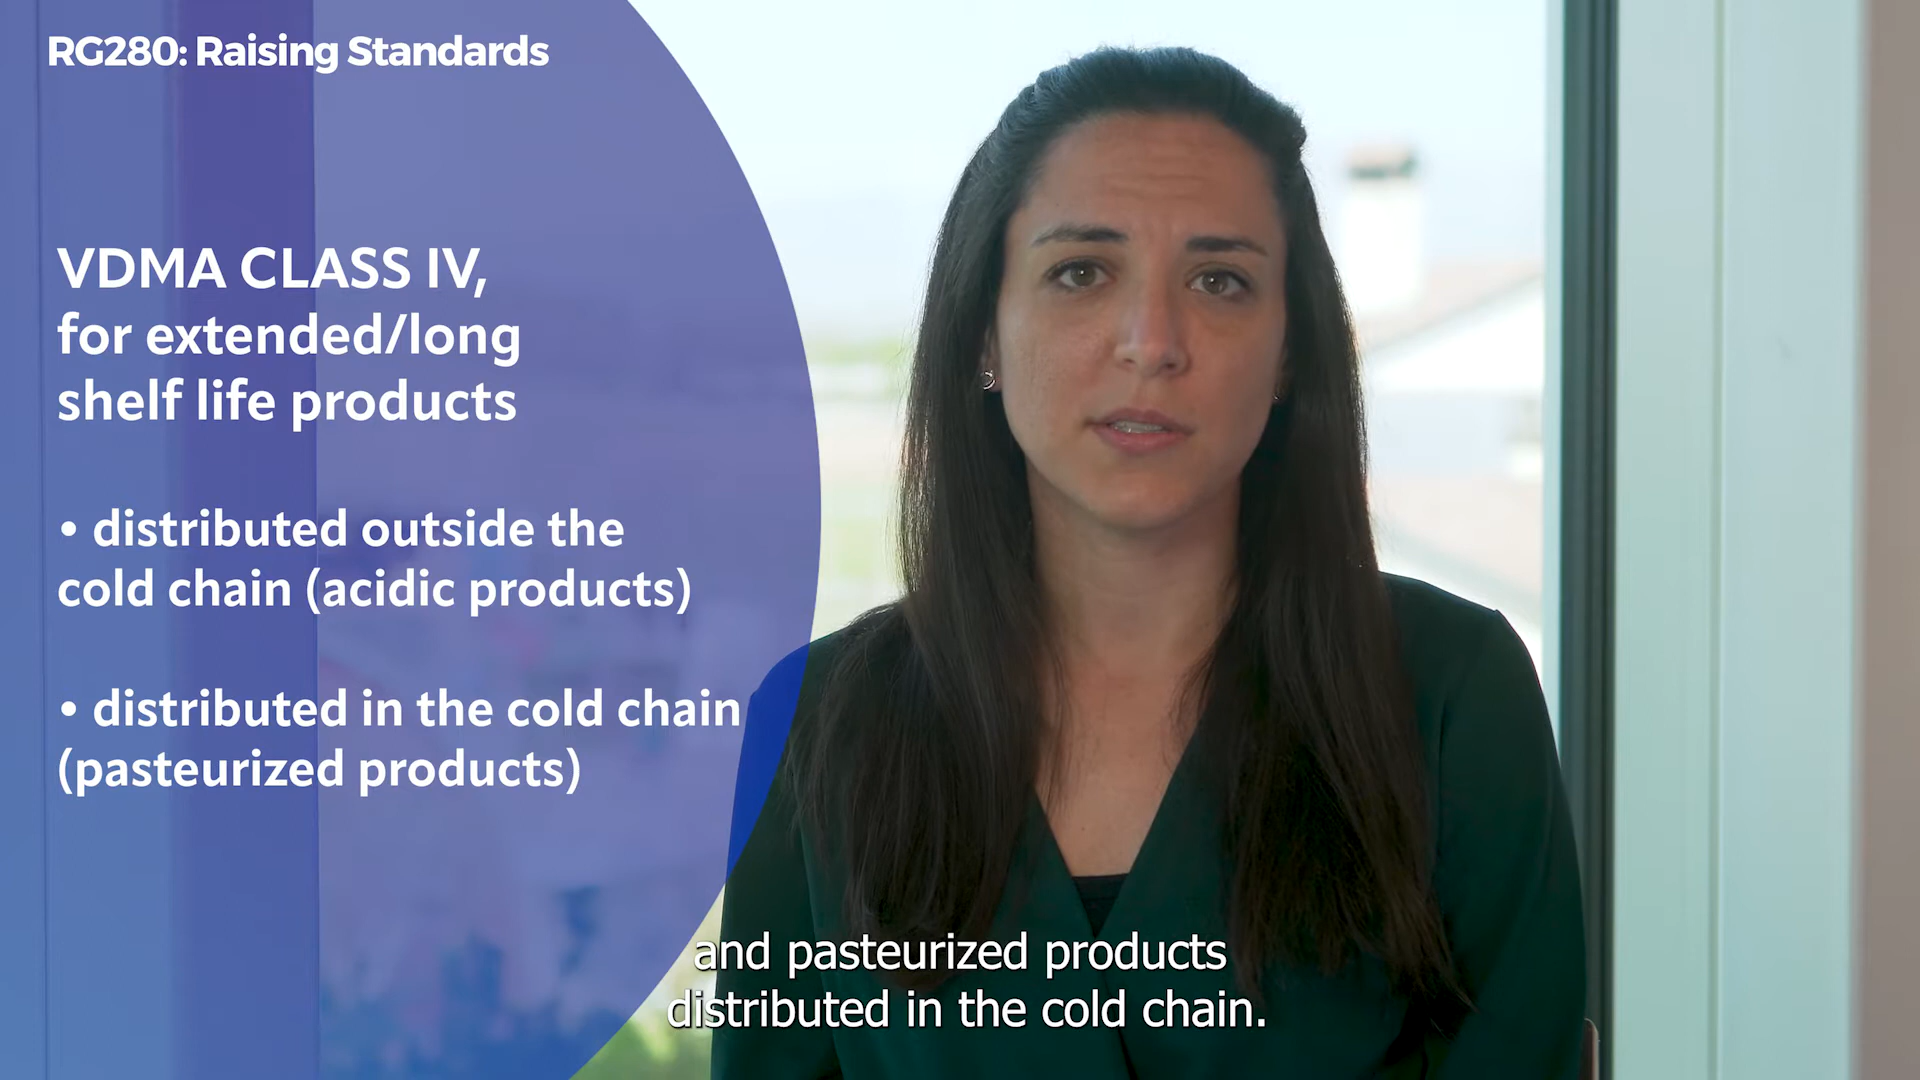 RG280: Raising Standards
VDMA CLASS IV,
for extended/long
shelf life products
• distributed outside the
cold chain (acidic products)
• distributed in the cold chain
(pasteurized products)
and pasteurized products
distributed in the cold chain.